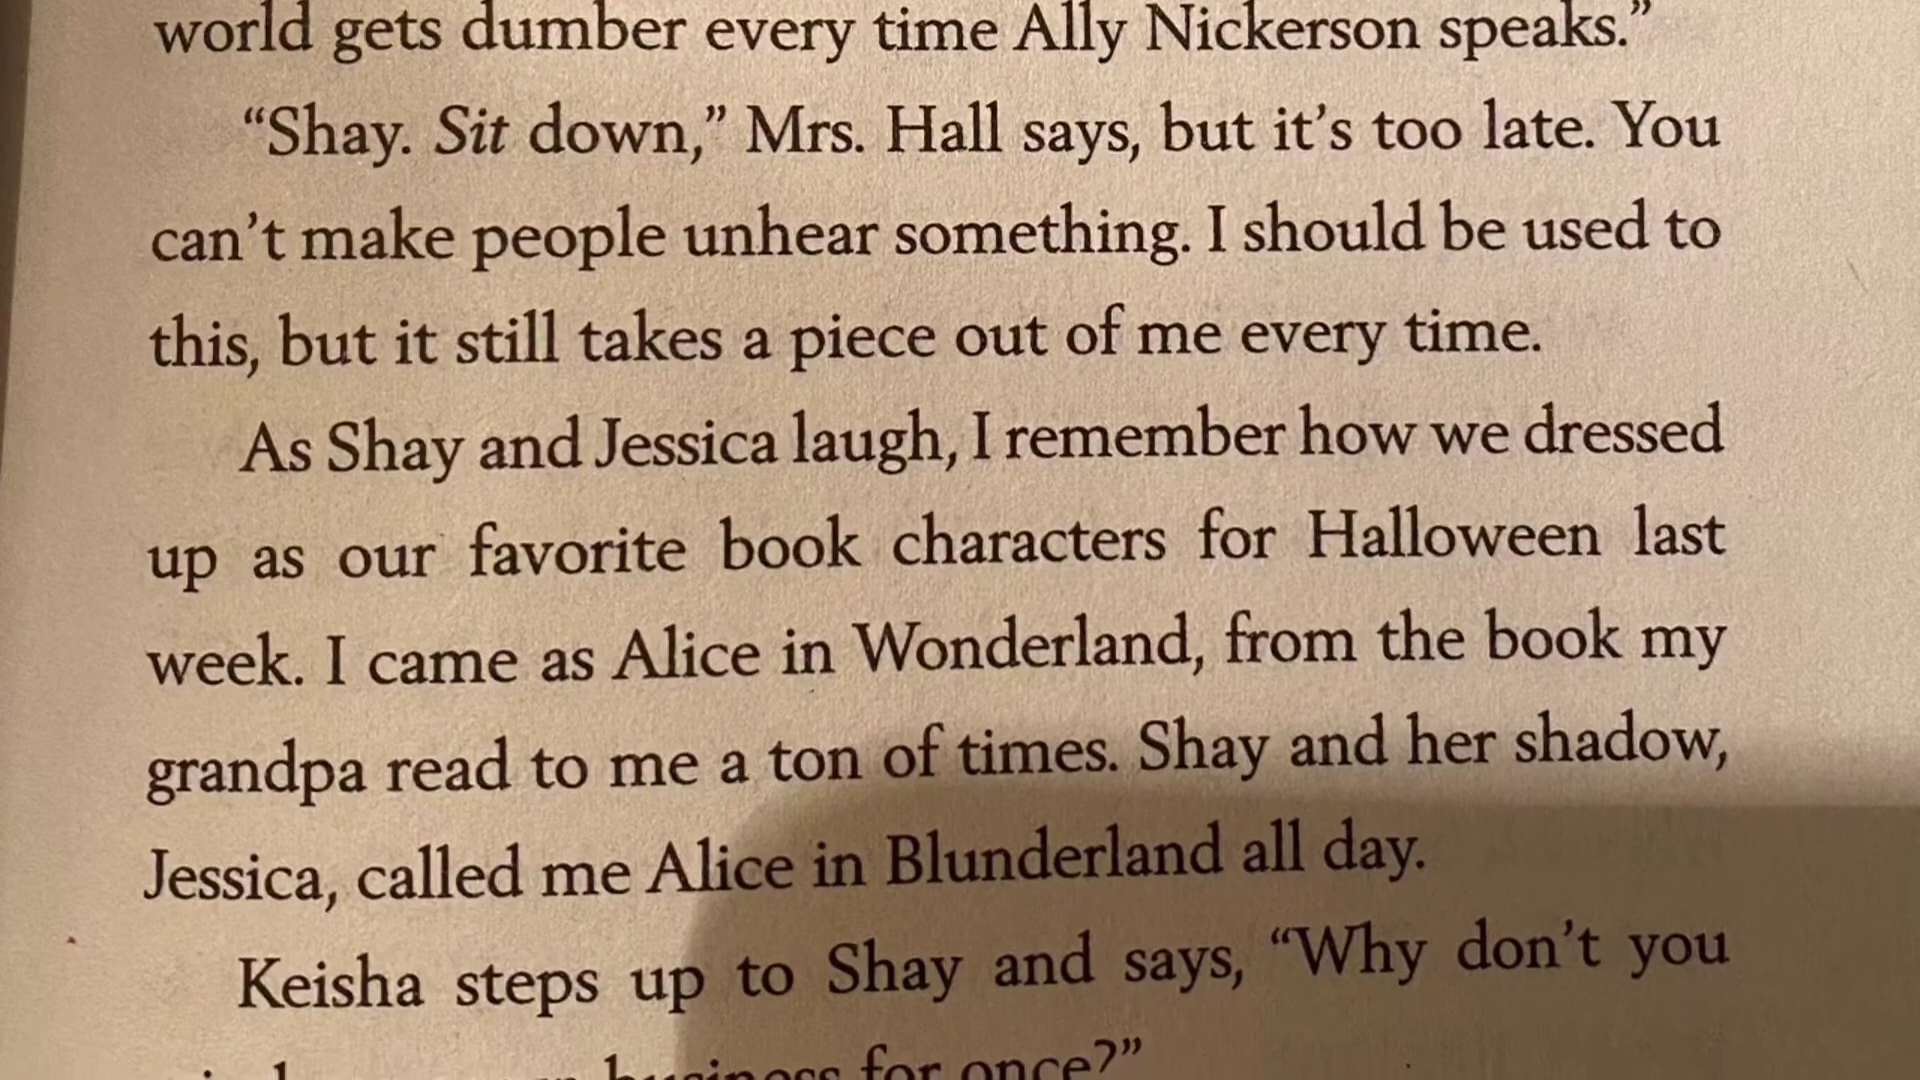 world gets dumber every time Ally Nickerson speaks.”
“Shay. Sit down,” Mrs. Hall says, but it’s too late. You
can’t make people unhear something. I should be used to
this, but it still takes a piece out of me every time.
As Shay and Jessica laugh, I remember how we dressed
up as our favorite book characters for Halloween last
week. I came as Alice in Wonderland, from the book my
grandpa read to me a ton of times. Shay and her shadow,
Jessica, called me Alice in Blunderland all day.
Keisha steps up to Shay and says, “Why don’t you
business for once?”